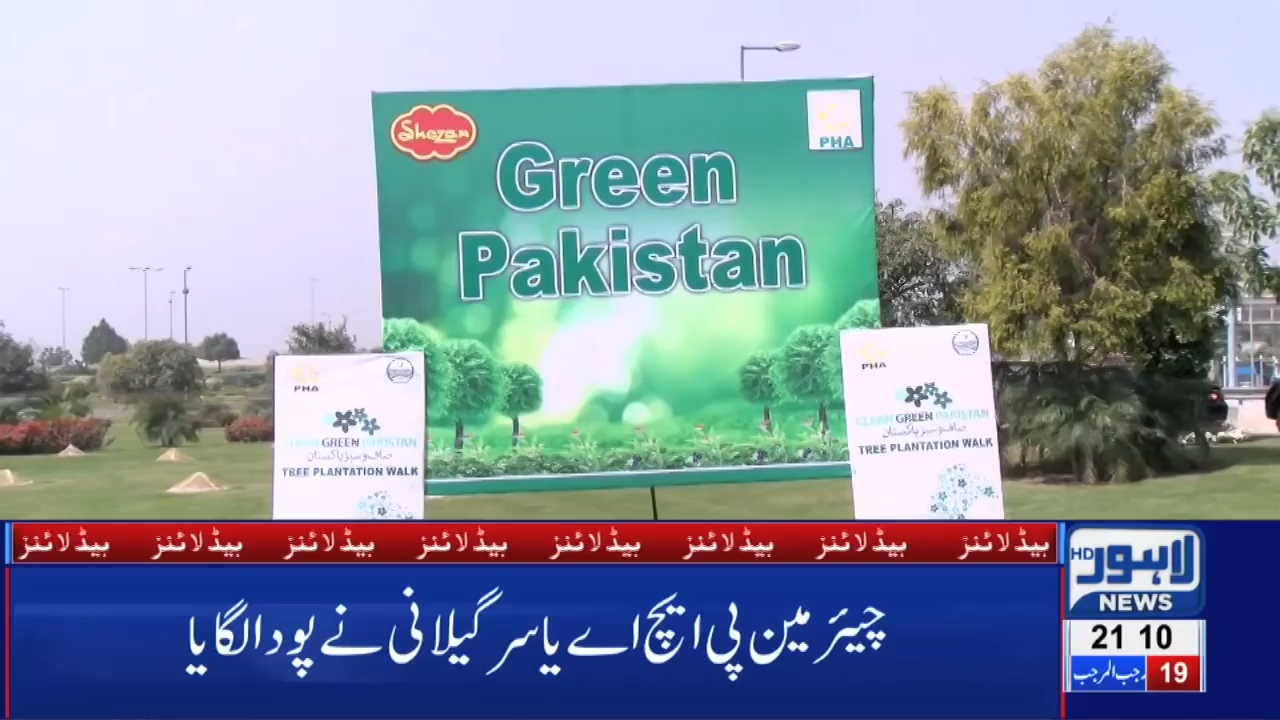 Shezan
PHA
Green
Pakistan
PHA
CLEAN GREEN PAKISTAN
صاف و سبز پاکستان
TREE PLANTATION WALK
PHA
CLEAN GREEN PAKISTAN
صاف و سبز پاکستان
TREE PLANTATION WALK
ہیڈلائنز ہیڈلائنز ہیڈلائنز ہیڈلائنز ہیڈلائنز ہیڈلائنز ہیڈلائنز ہیڈلائنز
چیئرمین پی ایچ اے یاسر گیلانی نے پودا لگایا
لاہور HD
NEWS
21 10
رجب المرجب 19